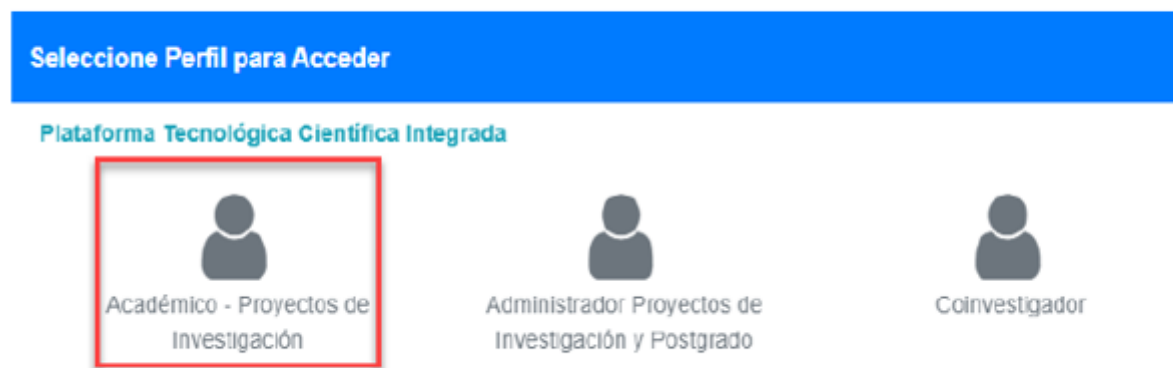 Seleccione Perfil para Acceder
Plataforma Tecnológica Científica Integrada
Académico - Proyectos de
Investigación
Administrador Proyectos de
Investigación y Postgrado
Coinvestigador